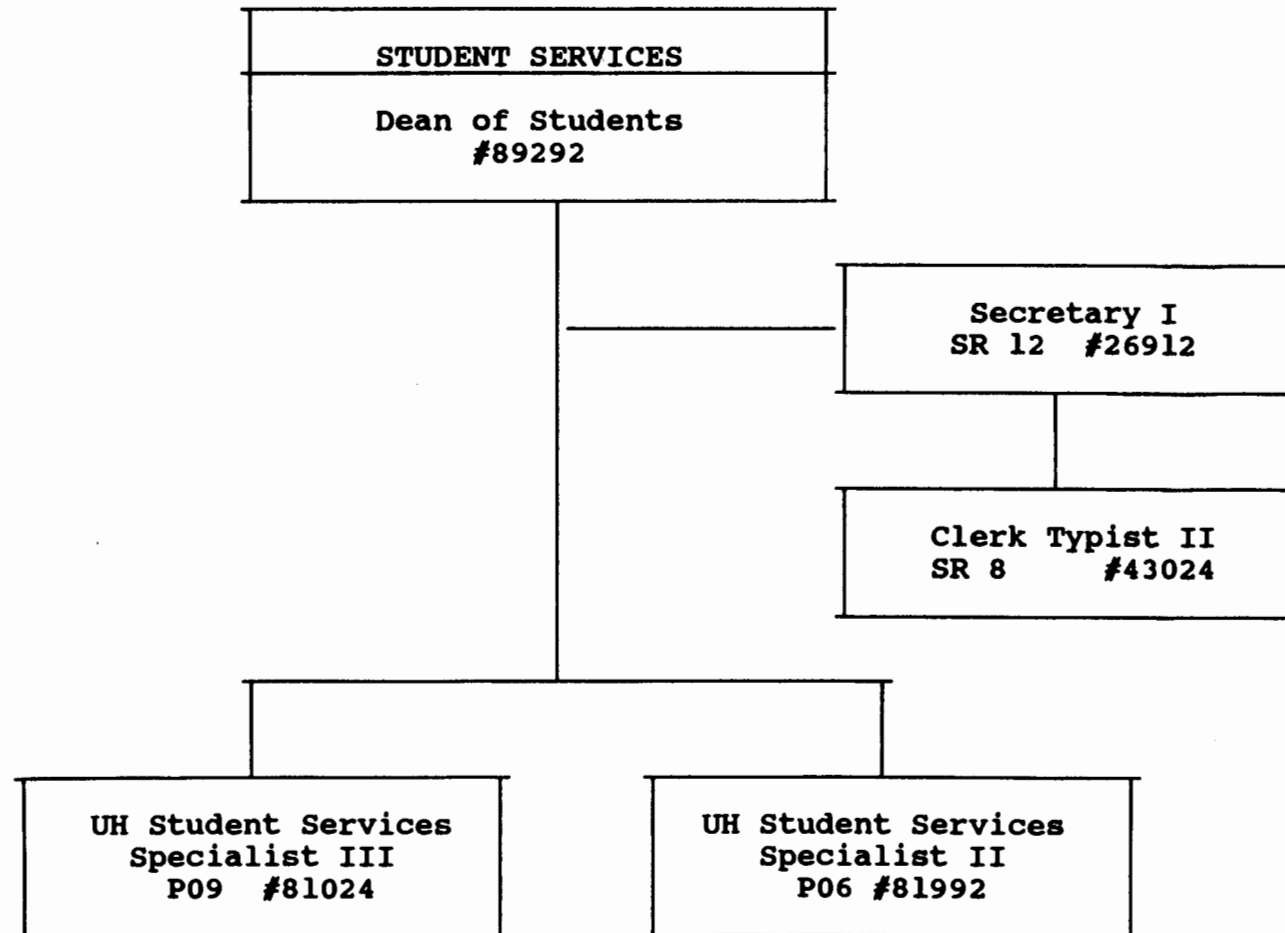 STUDENT SERVICES
Dean of Students
#89292
Secretary I
SR 12 #26912
Clerk Typist II
SR 8 #43024
UH Student Services
Specialist III
P09 #81024
UH Student Services
Specialist II
P06 #81992